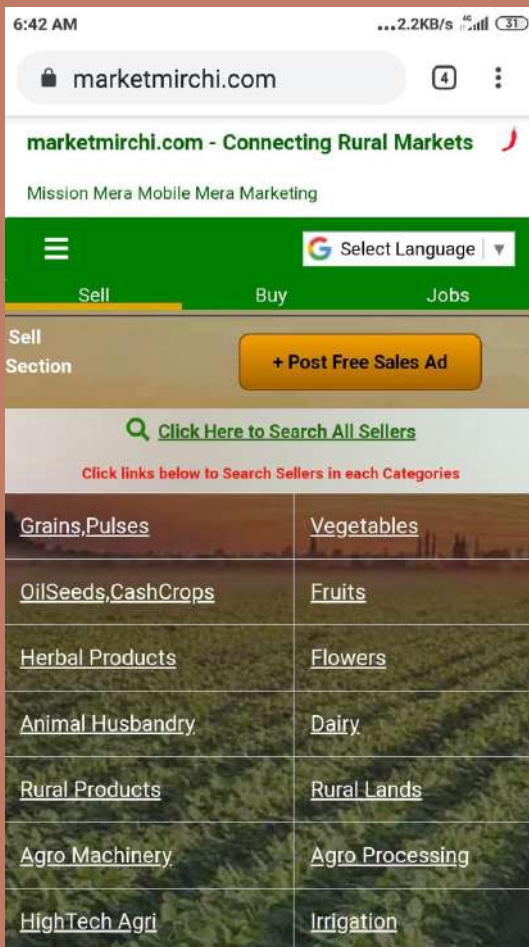 6:42 AM
...2.2KB/s 4G 31
marketmirchi.com
4
marketmirchi.com - Connecting Rural Markets
Mission Mera Mobile Mera Marketing
G Select Language ▼
Sell Buy Jobs
Sell
Section
+ Post Free Sales Ad
Click Here to Search All Sellers
Click links below to Search Sellers in each Categories
Grains,Pulses Vegetables
OilSeeds,CashCrops Fruits
Herbal Products Flowers
Animal Husbandry Dairy
Rural Products Rural Lands
Agro Machinery Agro Processing
HighTech Agri Irrigation